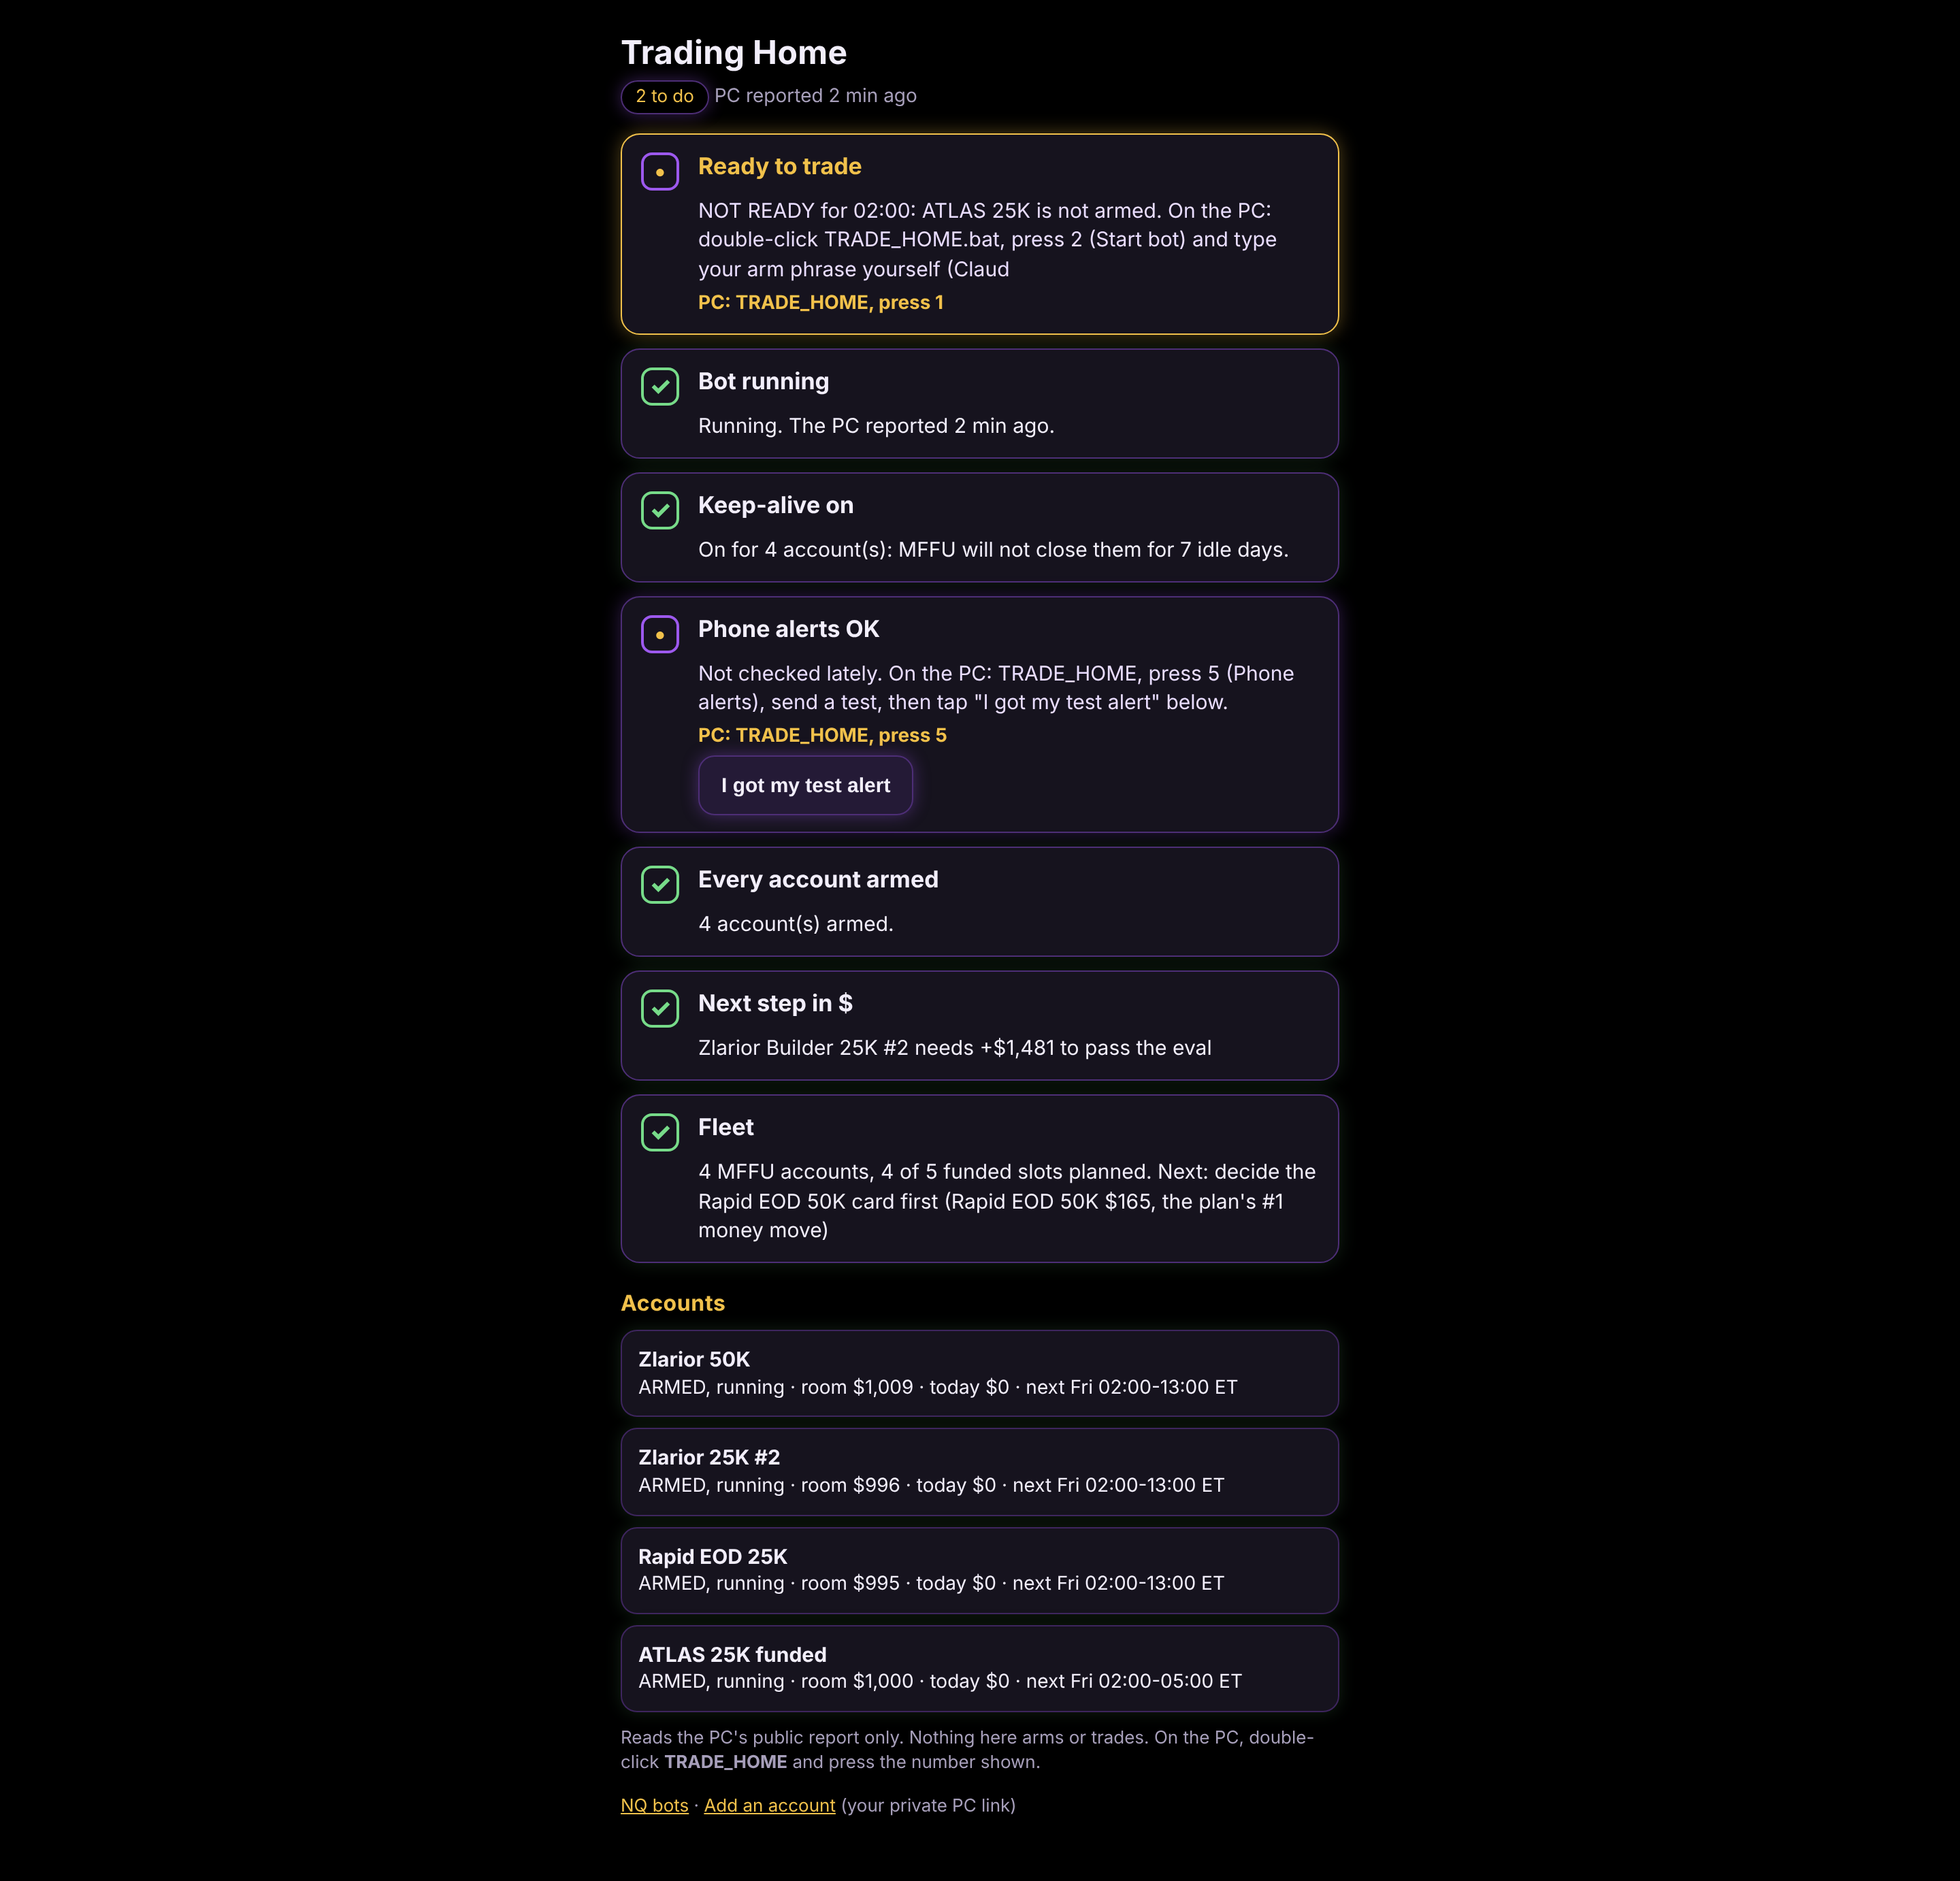 Trading Home
2 to do PC reported 2 min ago
Ready to trade
NOT READY for 02:00: ATLAS 25K is not armed. On the PC:
double-click TRADE_HOME.bat, press 2 (Start bot) and type
your arm phrase yourself (Claud
PC: TRADE_HOME, press 1
Bot running
Running. The PC reported 2 min ago.
Keep-alive on
On for 4 account(s): MFFU will not close them for 7 idle days.
Phone alerts OK
Not checked lately. On the PC: TRADE_HOME, press 5 (Phone
alerts), send a test, then tap "I got my test alert" below.
PC: TRADE_HOME, press 5
I got my test alert
Every account armed
4 account(s) armed.
Next step in $
Zlarior Builder 25K #2 needs +$1,481 to pass the eval
Fleet
4 MFFU accounts, 4 of 5 funded slots planned. Next: decide the
Rapid EOD 50K card first (Rapid EOD 50K $165, the plan's #1
money move)
Accounts
Zlarior 50K
ARMED, running · room $1,009 · today $0 · next Fri 02:00-13:00 ET
Zlarior 25K #2
ARMED, running · room $996 · today $0 · next Fri 02:00-13:00 ET
Rapid EOD 25K
ARMED, running · room $995 · today $0 · next Fri 02:00-13:00 ET
ATLAS 25K funded
ARMED, running · room $1,000 · today $0 · next Fri 02:00-05:00 ET
Reads the PC's public report only. Nothing here arms or trades. On the PC, double-
click TRADE_HOME and press the number shown.
NQ bots · Add an account (your private PC link)